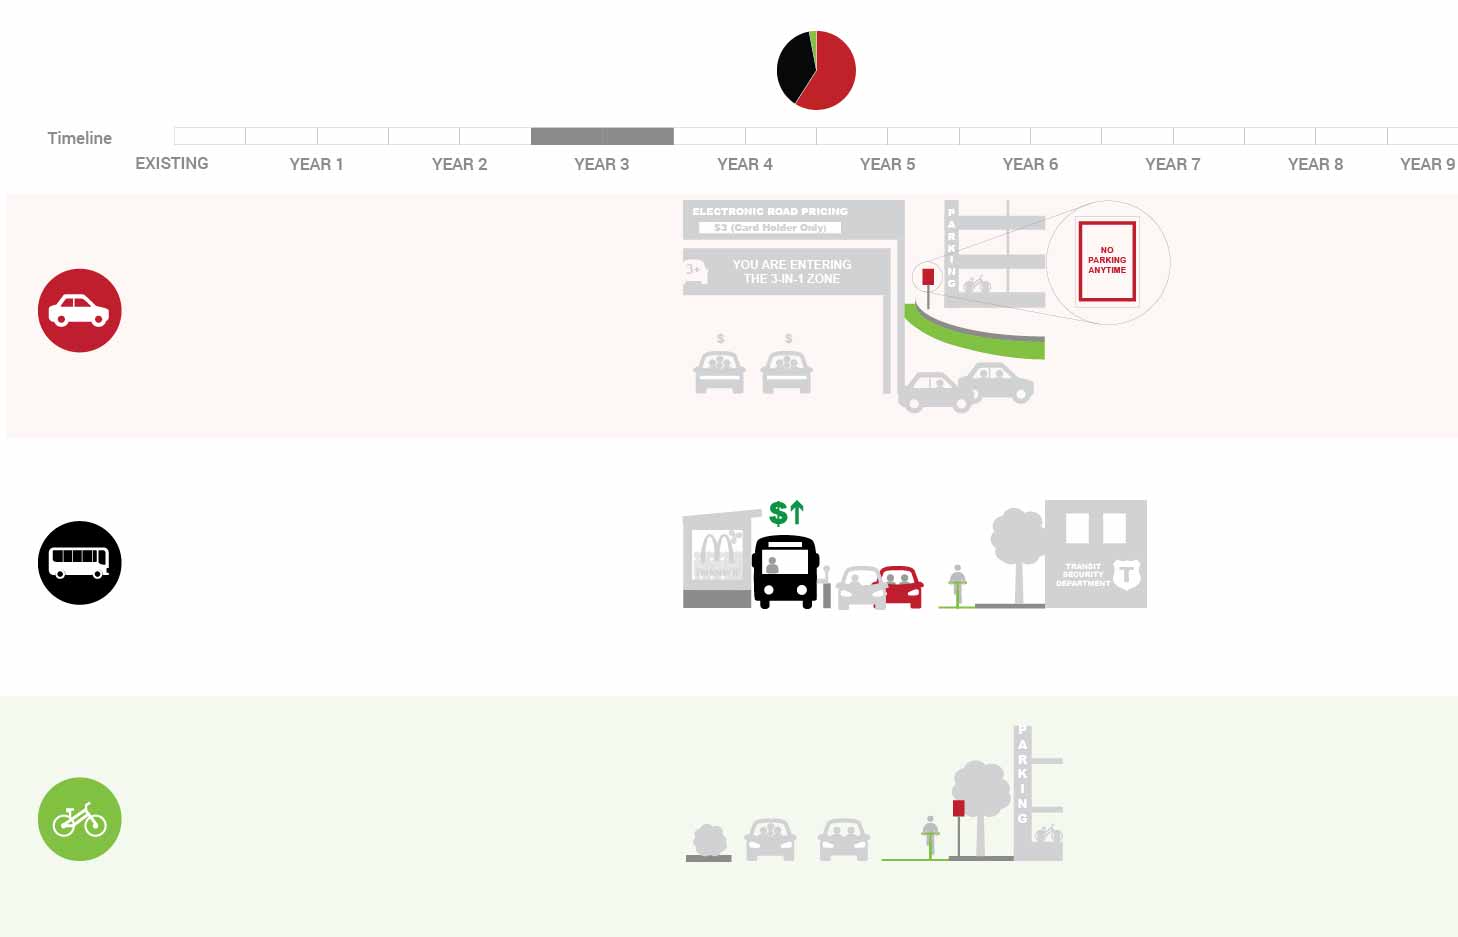 Timeline
EXISTING
YEAR 1
YEAR 2
YEAR 3
YEAR 4
YEAR 5
YEAR 6
YEAR 7
YEAR 8
YEAR 9
ELECTRONIC ROAD PRICING
$3 (Card Holder Only)
3+
YOU ARE ENTERING
THE 3-IN-1 ZONE
PARKING
NO
PARKING
ANYTIME
$
$
$
TRANSIT
SECURITY
DEPARTMENT
T
PARKING